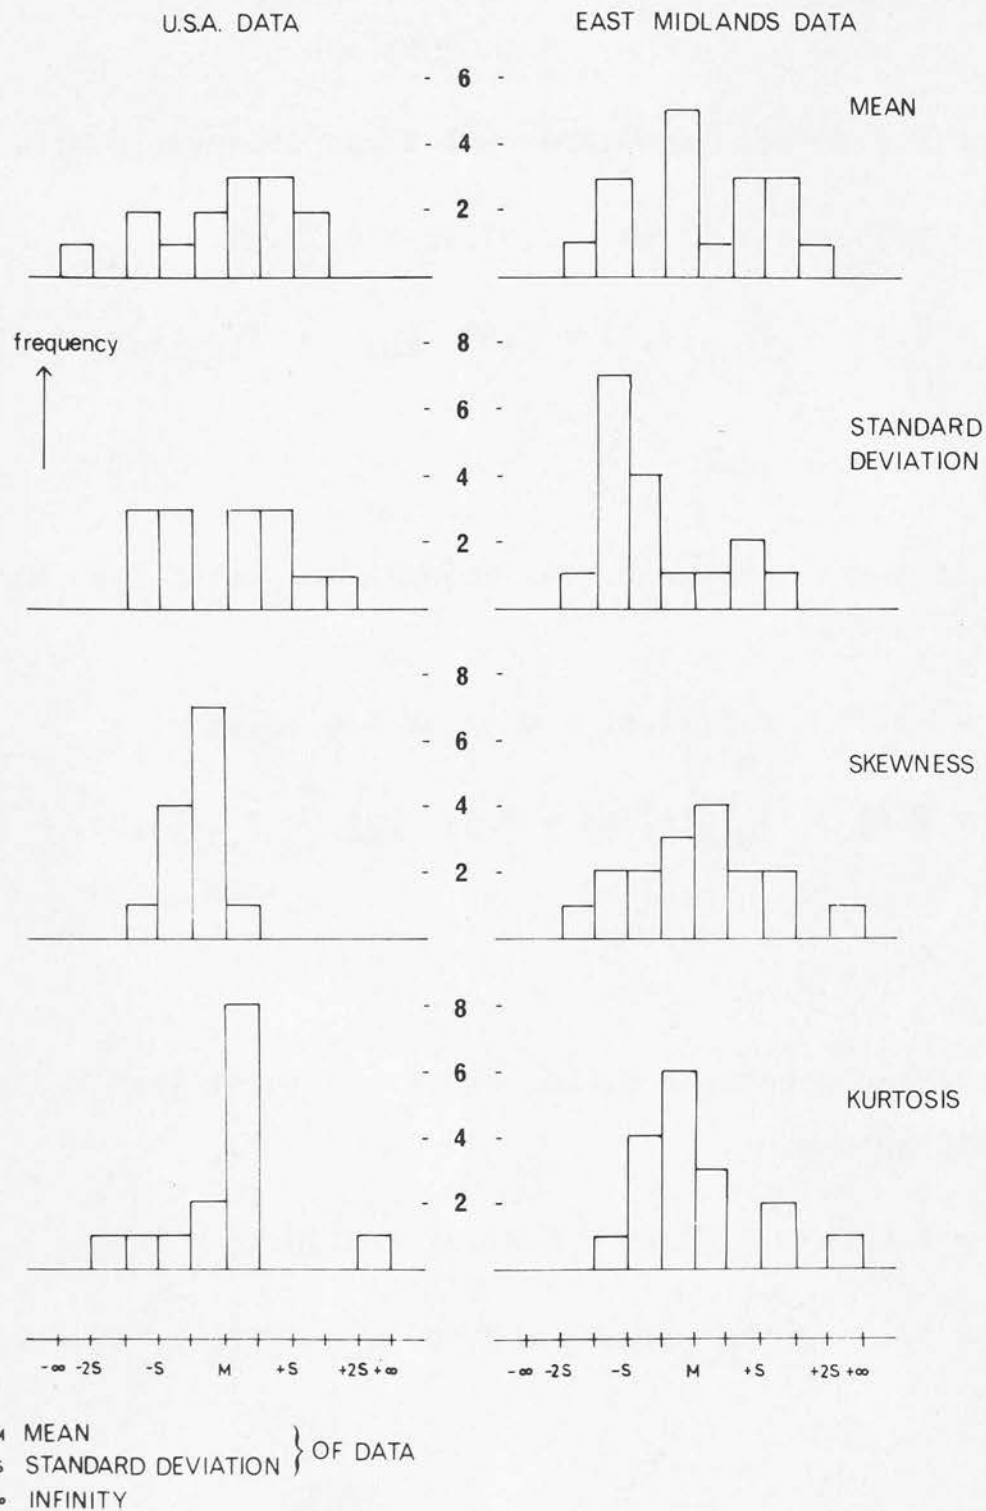 U.S.A. DATA
EAST MIDLANDS DATA
- 6 -
- 4 -
- 2 -
MEAN
frequency
- 8 -
- 6 -
- 4 -
- 2 -
STANDARD
DEVIATION
- 8 -
- 6 -
- 4 -
- 2 -
SKEWNESS
- 8 -
- 6 -
- 4 -
- 2 -
KURTOSIS
-∞ -2S -S M +S +2S +∞
-∞ -2S -S M +S +2S +∞
MEAN
STANDARD DEVIATION } OF DATA
INFINITY